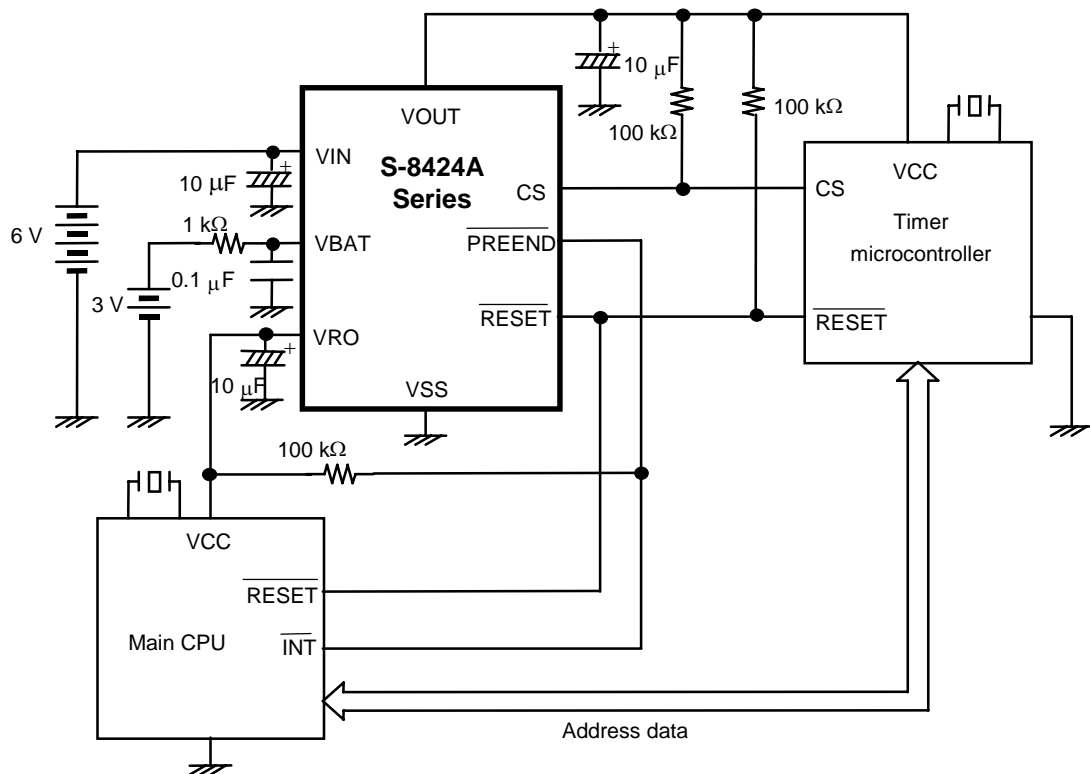 10 μF
100 kΩ
100 kΩ
VOUT
S-8424A
Series
VIN
10 μF
CS
CS
VCC
Timer
microcontroller
6 V
1 kΩ
VBAT
PREEND
0.1 μF
3 V
VRO
RESET
RESET
10 μF
VSS
100 kΩ
VCC
RESET
Main CPU
INT
Address data